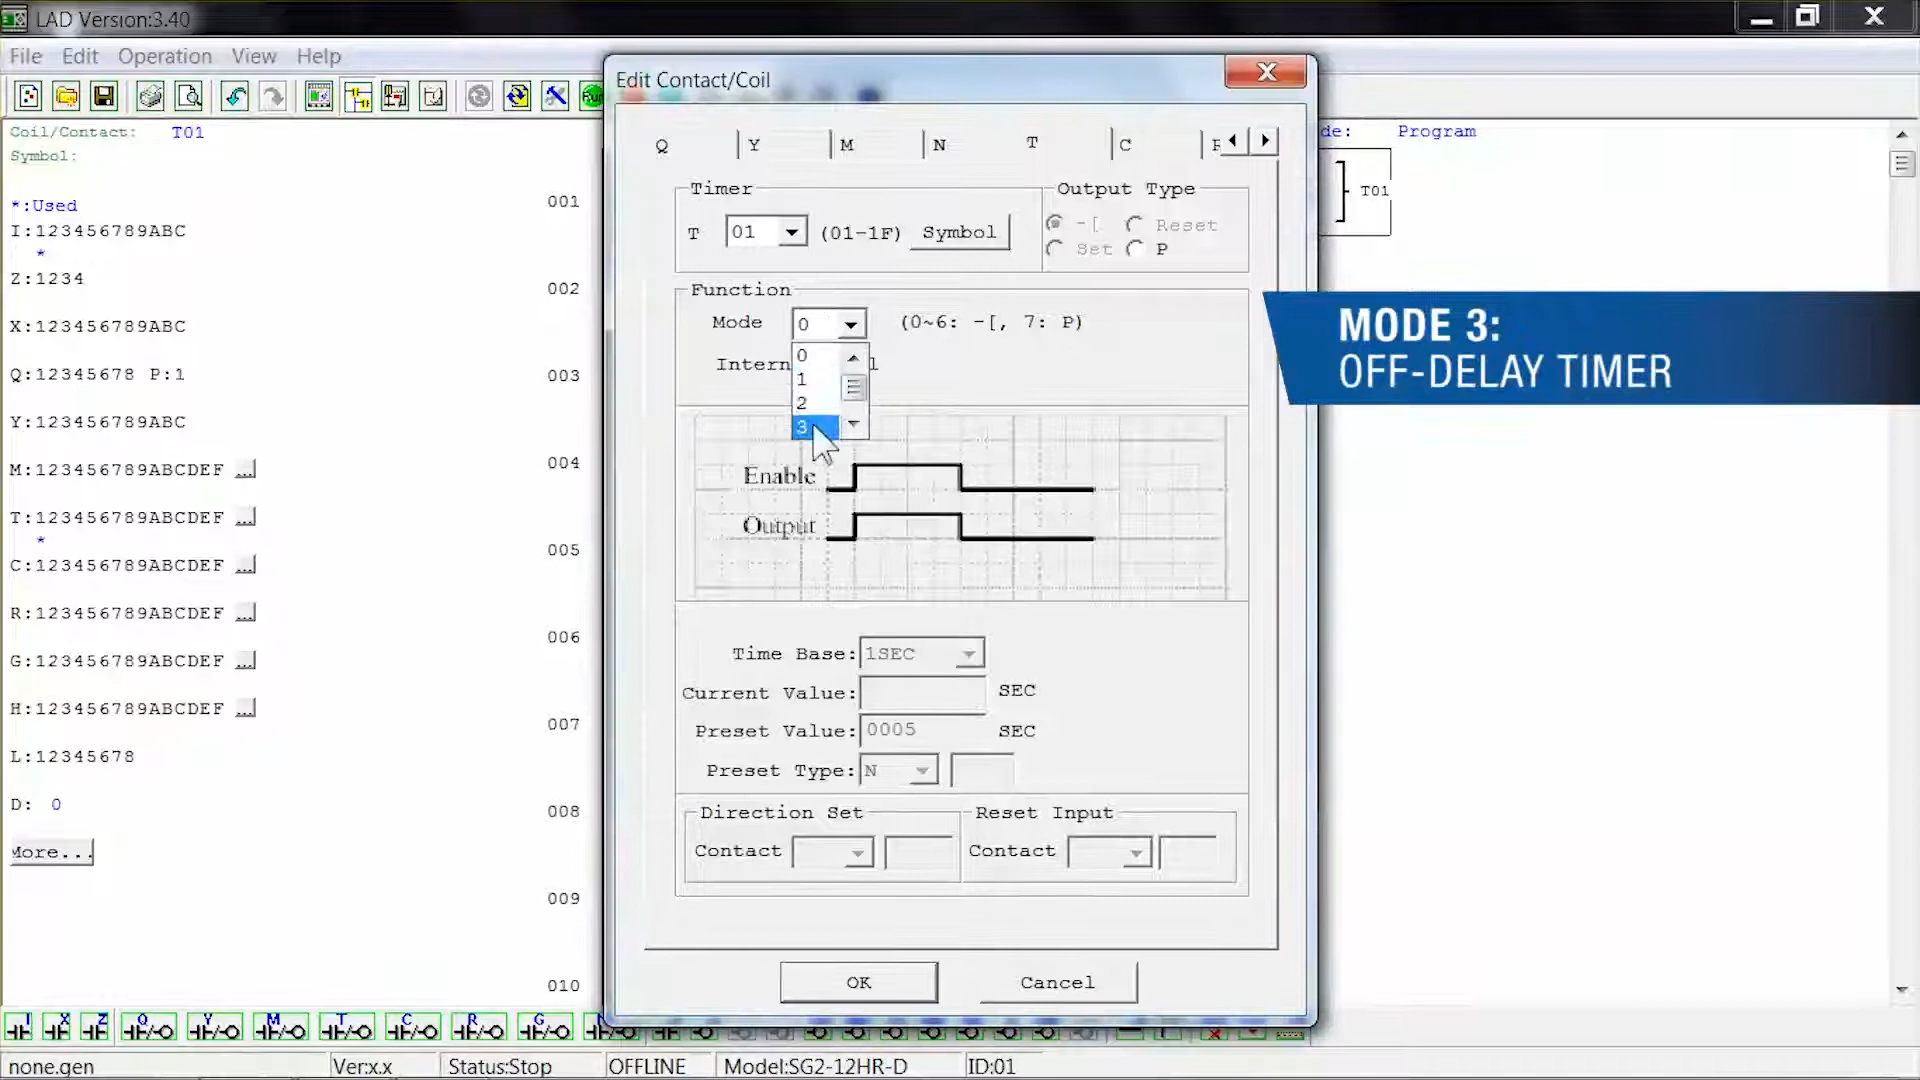 LAD Version:3.40
File Edit Operation View Help
Coil/Contact: T01
Symbol:
*:Used
I:123456789ABC
*
Z:1234
X:123456789ABC
Q:12345678 P:1
Y:123456789ABC
M:123456789ABCDEF ...
T:123456789ABCDEF ...
*
C:123456789ABCDEF ...
R:123456789ABCDEF ...
G:123456789ABCDEF ...
H:123456789ABCDEF ...
L:12345678
D: 0
More...
001
002
003
004
005
006
007
008
009
010
Edit Contact/Coil
Q Y M N T C
Timer
T 01 (01-1F) Symbol
Output Type
-[ Reset
Set P
Function
Mode 0 (0~6: -[, 7: P)
0
1
2
3
Intern
Enable
Output
Time Base: 1SEC
Current Value: SEC
Preset Value: 0005 SEC
Preset Type: N
Direction Set
Contact
Reset Input
Contact
OK Cancel
de: Program
T01
MODE 3:
OFF-DELAY TIMER
I X Z Q Y M T C R G
none.gen Ver:x.x Status:Stop OFFLINE Model:SG2-12HR-D ID:01